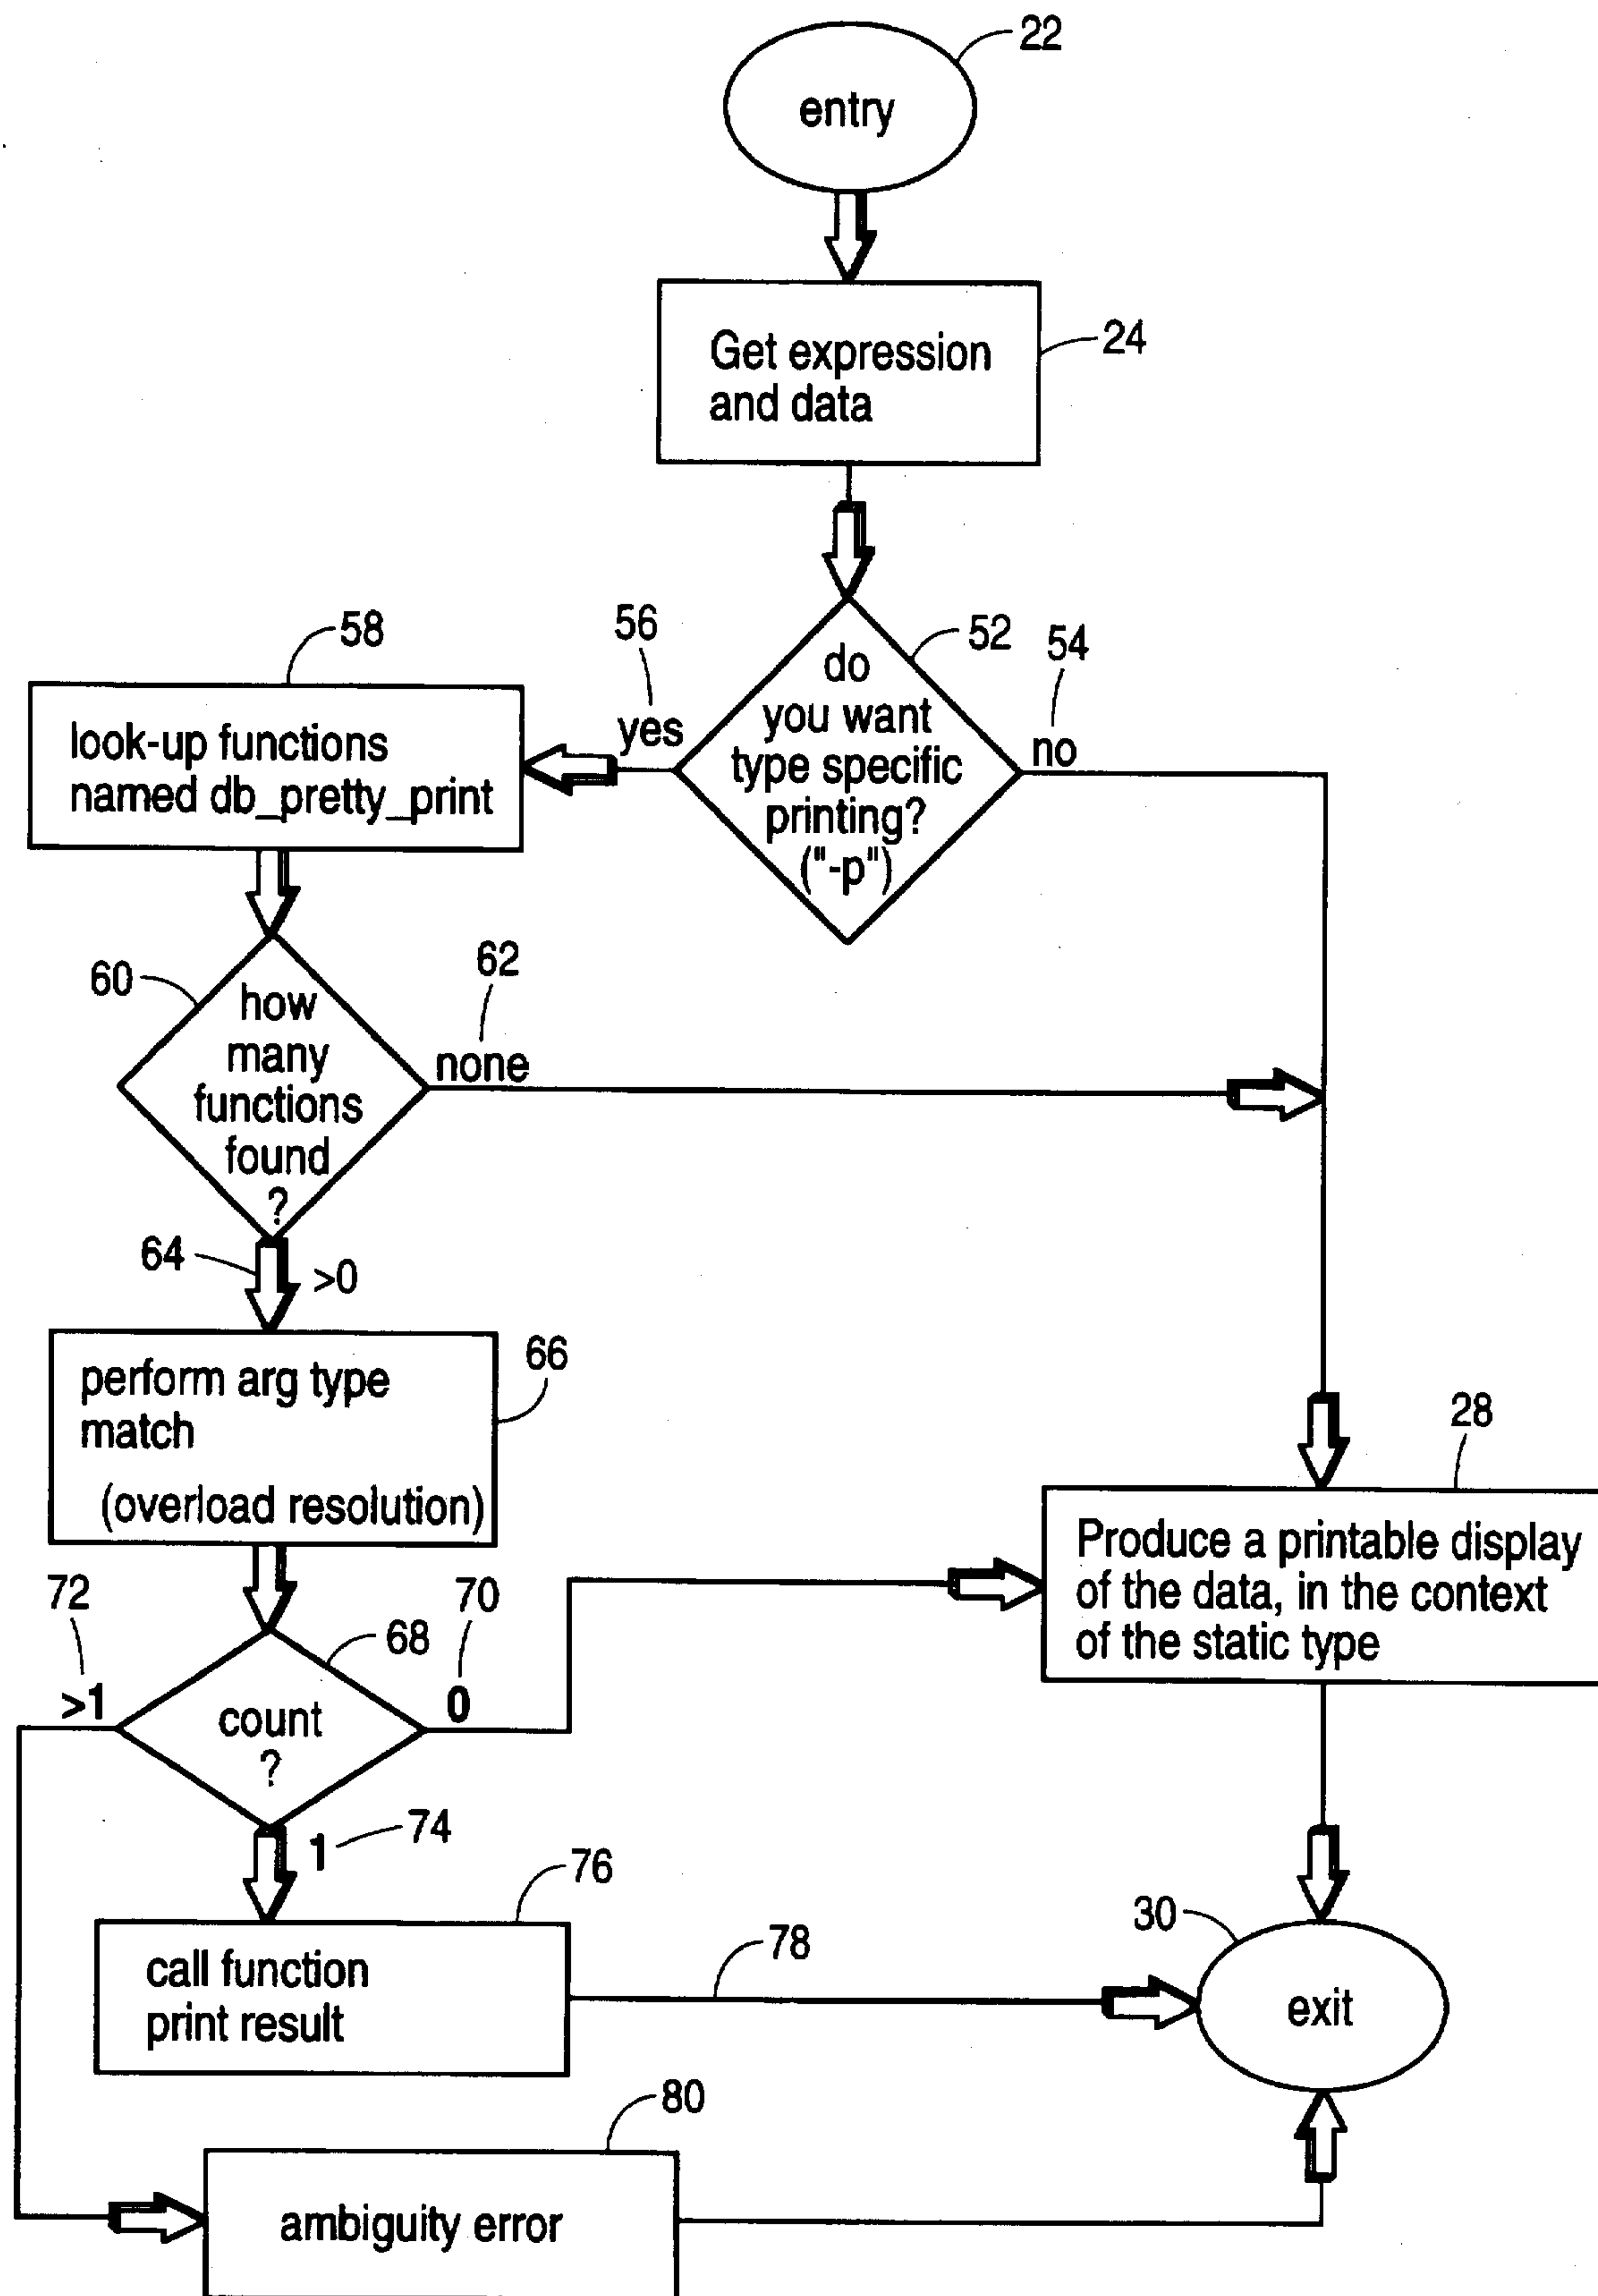 22
entry
24
Get expression
and data
52
54
56
58
do
you want
type specific
printing?
("-p")
yes
no
look-up functions
named db_pretty_print
60
62
how
many
functions
found
?
none
64
>0
66
perform arg type
match
(overload resolution)
28
Produce a printable display
of the data, in the context
of the static type
72
70
68
>1
0
count
?
1
74
76
call function
print result
78
30
exit
80
ambiguity error